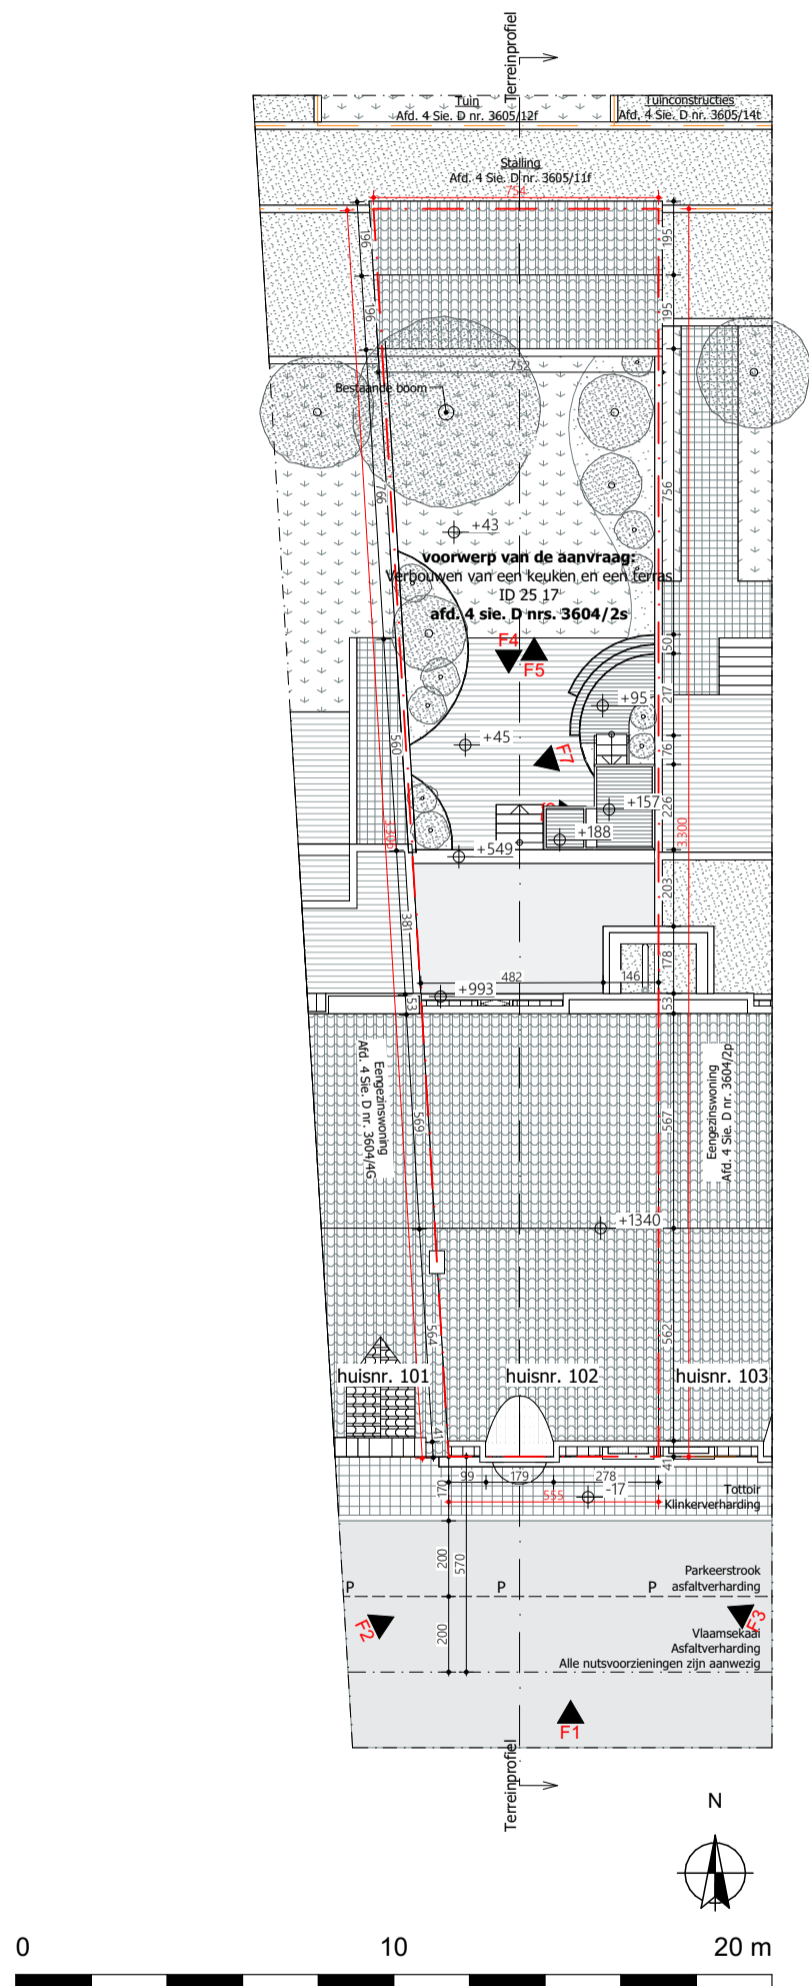 Terreinprofiel
Tuin
Afd. 4 Sie. D nr. 3605/12f
Tuinconstructies
Afd. 4 Sie. D nr. 3605/14t
Stalling
Afd. 4 Sie. D nr. 3605/11f
754
196
195
196
195
752
Bestaande boom
766
756
+43
voorwerp van de aanvraag:
Verbouwen van een keuken en een terras
ID 25 17
afd. 4 sie. D nrs. 3604/2s
F4
F5
50
217
+95
+45
560
76
F7
+157
226
+188
3.305
3.300
+549
203
381
178
482
146
+993
53
53
Eengezinswoning
Afd. 4 Sie. D nr. 3604/4G
Eengezinswoning
Afd. 4 Sie. D nr. 3604/2p
569
567
+1340
564
562
huisnr. 101
huisnr. 102
huisnr. 103
41
41
99
179
278
170
-17
555
Tottoir
Klinkerverharding
200
570
Parkeerstrook
asfaltverharding
P
P
P
F2
F3
200
Vlaamsekaai
Asfaltverharding
Alle nutsvoorzieningen zijn aanwezig
F1
Terreinprofiel
N
0
10
20 m